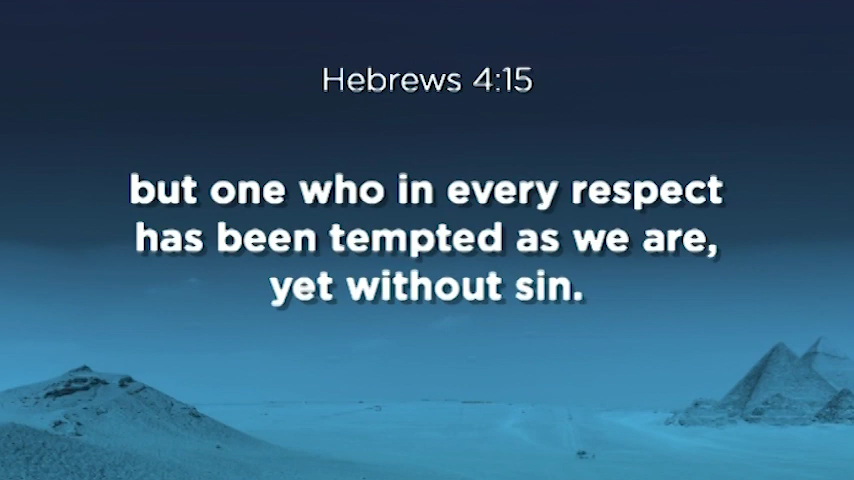 Hebrews 4:15
but one who in every respect
has been tempted as we are,
yet without sin.